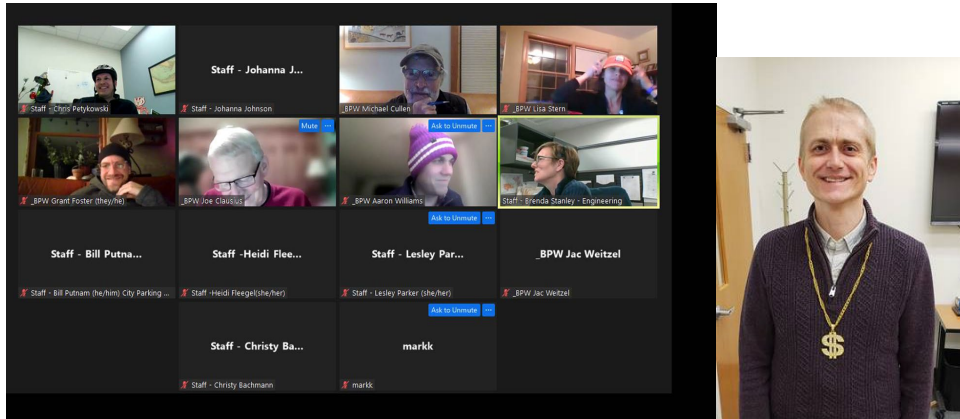 Staff - Chris Petykowski
Staff - Johanna J...
Staff - Johanna Johnson
_BPW Michael Cullen
_BPW Lisa Stern
_BPW Grant Foster (they/he)
Mute ...
_BPW Joe Clausius
Ask to Unmute ...
_BPW Aaron Williams
Staff - Brenda Stanley - Engineering
Staff - Bill Putna...
Staff - Bill Putnam (he/him) City Parking ...
Staff -Heidi Flee...
Staff -Heidi Fleegel(she/her)
Ask to Unmute ...
Staff - Lesley Par...
Staff - Lesley Parker (she/her)
_BPW Jac Weitzel
_BPW Jac Weitzel
Staff - Christy Ba...
Staff - Christy Bachmann
Ask to Unmute ...
markk
markk
$